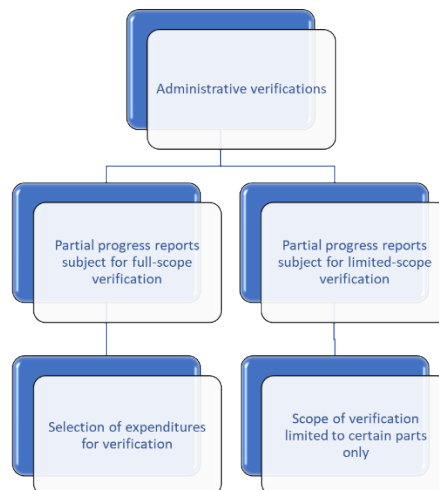 Administrative verifications
Partial progress reports
subject for full-scope
verification
Partial progress reports
subject for limited-scope
verification
Selection of expenditures
for verification
Scope of verification
limited to certain parts
only